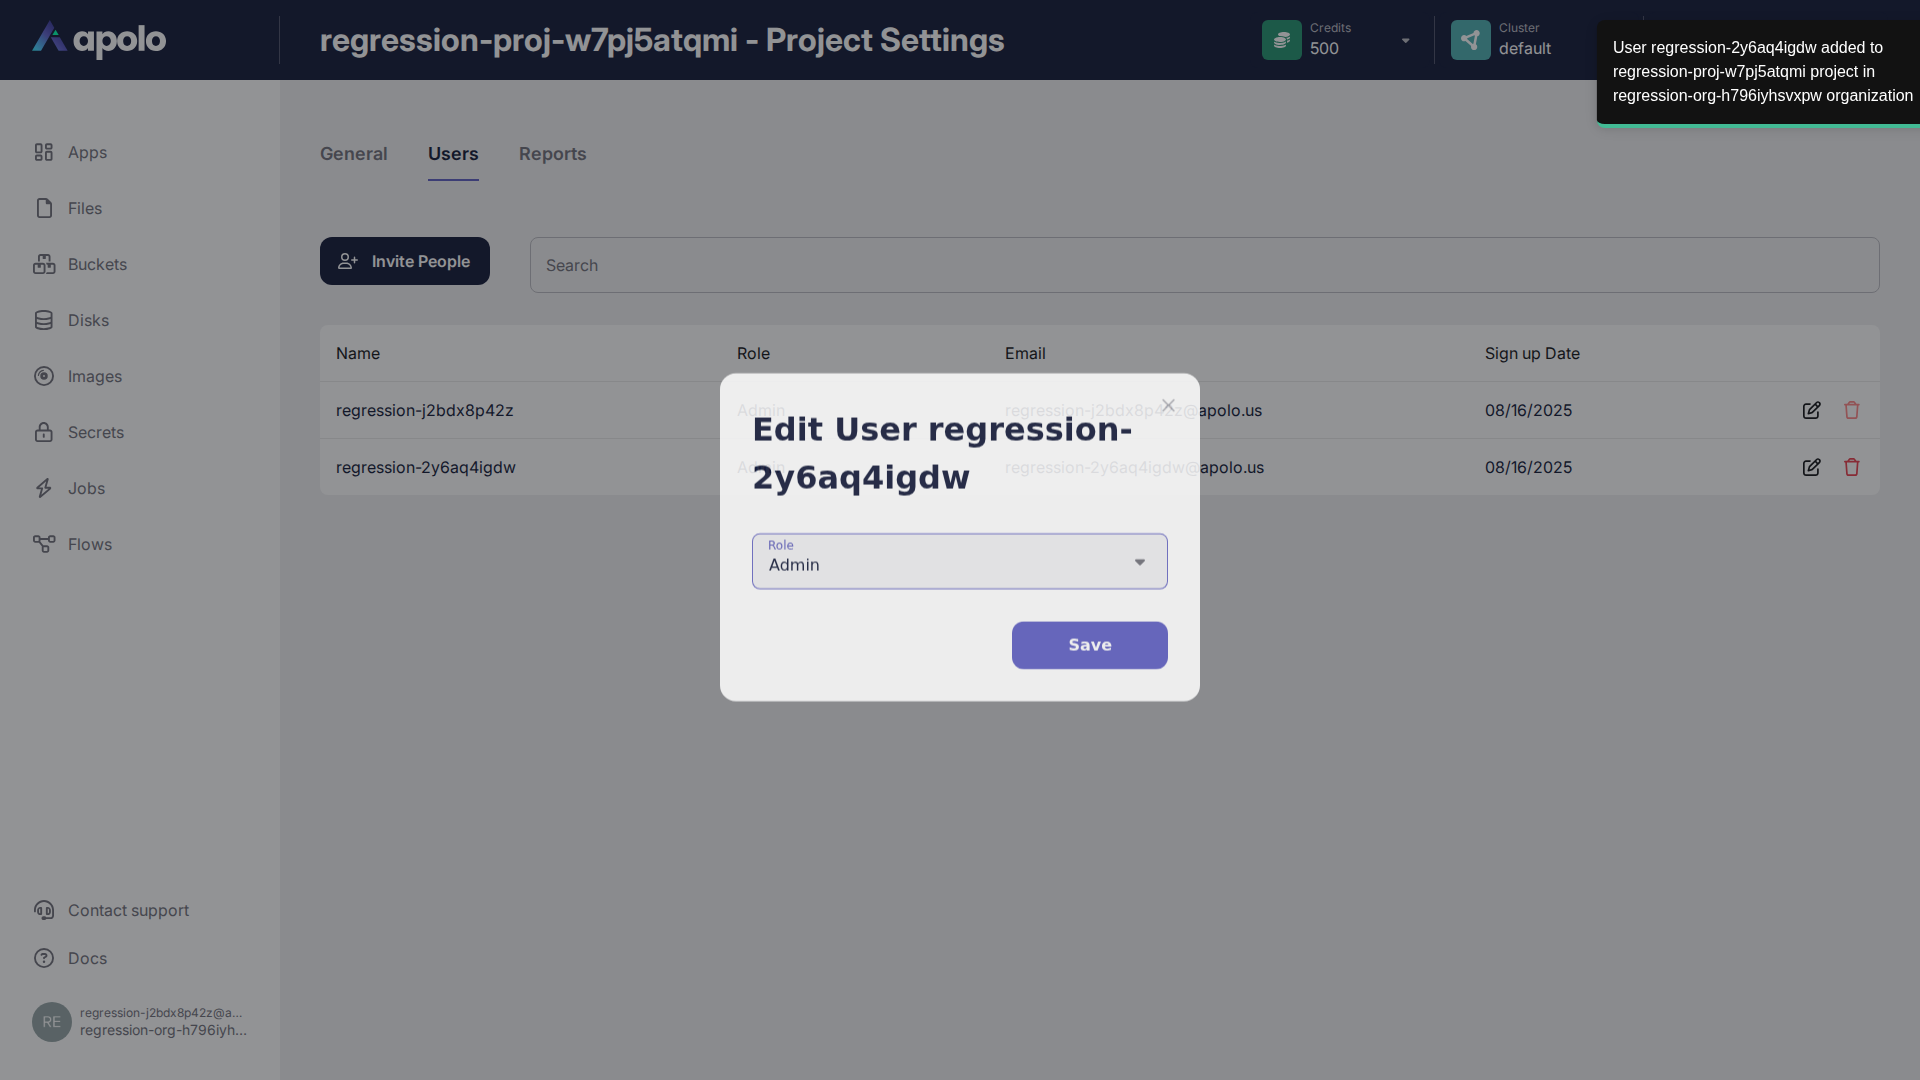 apolo
regression-proj-w7pj5atqmi - Project Settings
Credits
500
Cluster
default
User regression-2y6aq4igdw added to
regression-proj-w7pj5atqmi project in
regression-org-h796iyhsvxpw organization
Apps
Files
Buckets
Disks
Images
Secrets
Jobs
Flows
General
Users
Reports
Invite People
Search
Name
Role
Email
Sign up Date
regression-j2bdx8p42z
Admin
regression-j2bdx8p42z@apolo.us
08/16/2025
regression-2y6aq4igdw
Admin
regression-2y6aq4igdw@apolo.us
08/16/2025
Edit User regression-
2y6aq4igdw
Role
Admin
Save
Contact support
Docs
RE
regression-j2bdx8p42z@a...
regression-org-h796iyh...